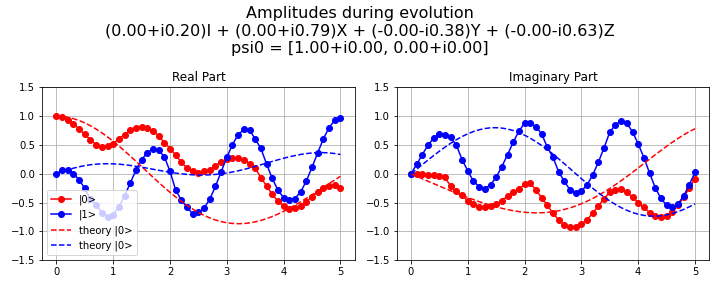 Amplitudes during evolution
(0.00+i0.20)I + (0.00+i0.79)X + (-0.00-i0.38)Y + (-0.00-i0.63)Z
psi0 = [1.00+i0.00, 0.00+i0.00]
Real Part
Imaginary Part
1.5
1.0
0.5
0.0
-0.5
-1.0
-1.5
|0>
|1>
theory |0>
theory |0>
0 1 2 3 4 5
1.5
1.0
0.5
0.0
-0.5
-1.0
-1.5
0 1 2 3 4 5